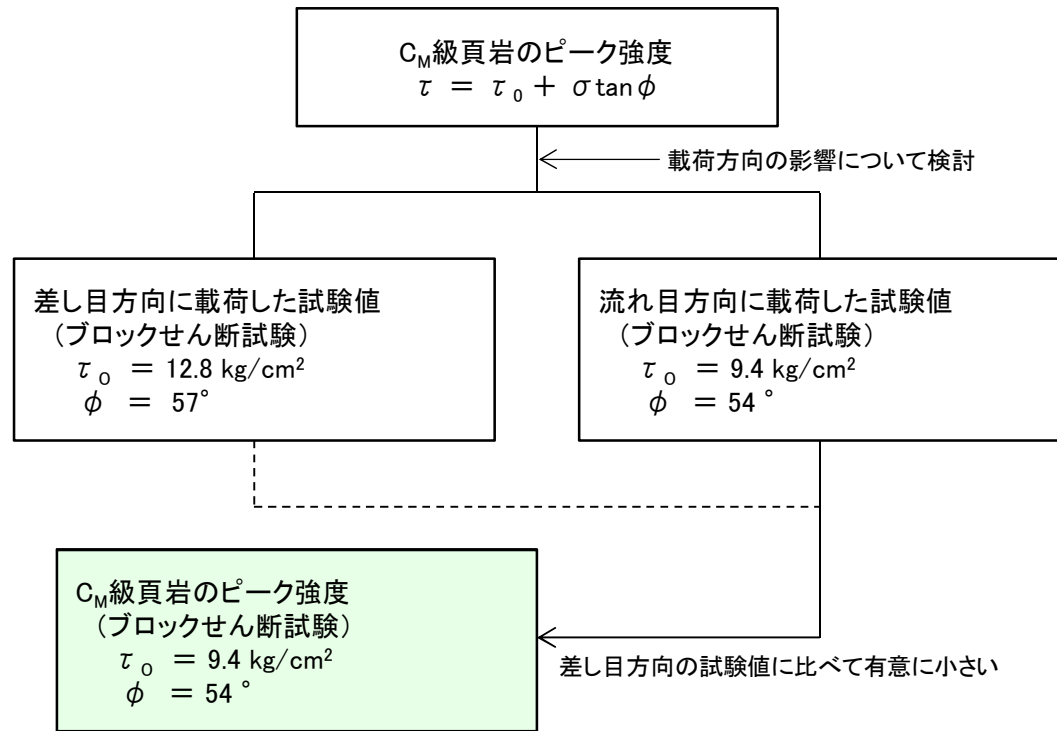 CM級頁岩のピーク強度
τ = τ0 + σtanφ
載荷方向の影響について検討
差し目方向に載荷した試験値
（ブロックせん断試験）
τ0 = 12.8 kg/cm2
φ = 57°
流れ目方向に載荷した試験値
（ブロックせん断試験）
τ0 = 9.4 kg/cm2
φ = 54 °
CM級頁岩のピーク強度
（ブロックせん断試験）
τ0 = 9.4 kg/cm2
φ = 54 °
差し目方向の試験値に比べて有意に小さい